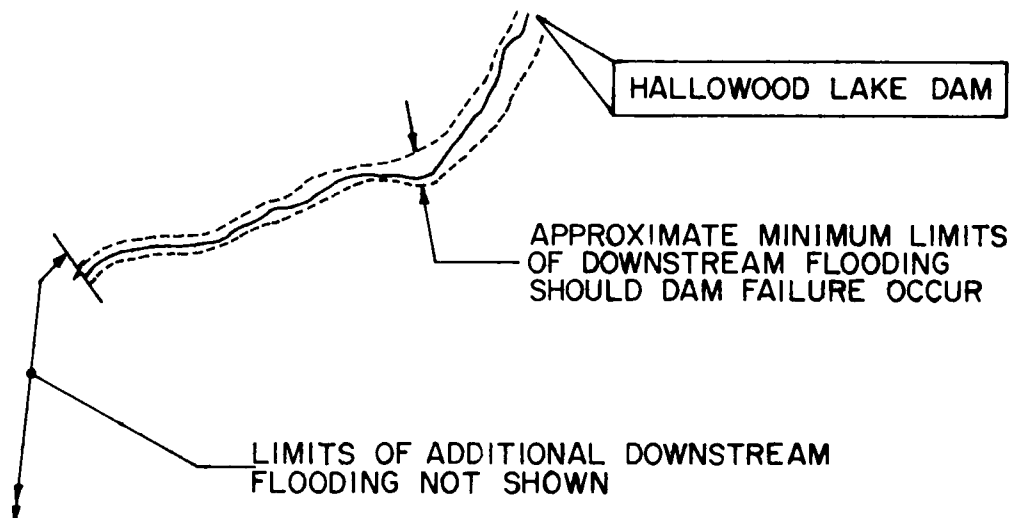 HALLOWOOD LAKE DAM
APPROXIMATE MINIMUM LIMITS
OF DOWNSTREAM FLOODING
SHOULD DAM FAILURE OCCUR
LIMITS OF ADDITIONAL DOWNSTREAM
FLOODING NOT SHOWN